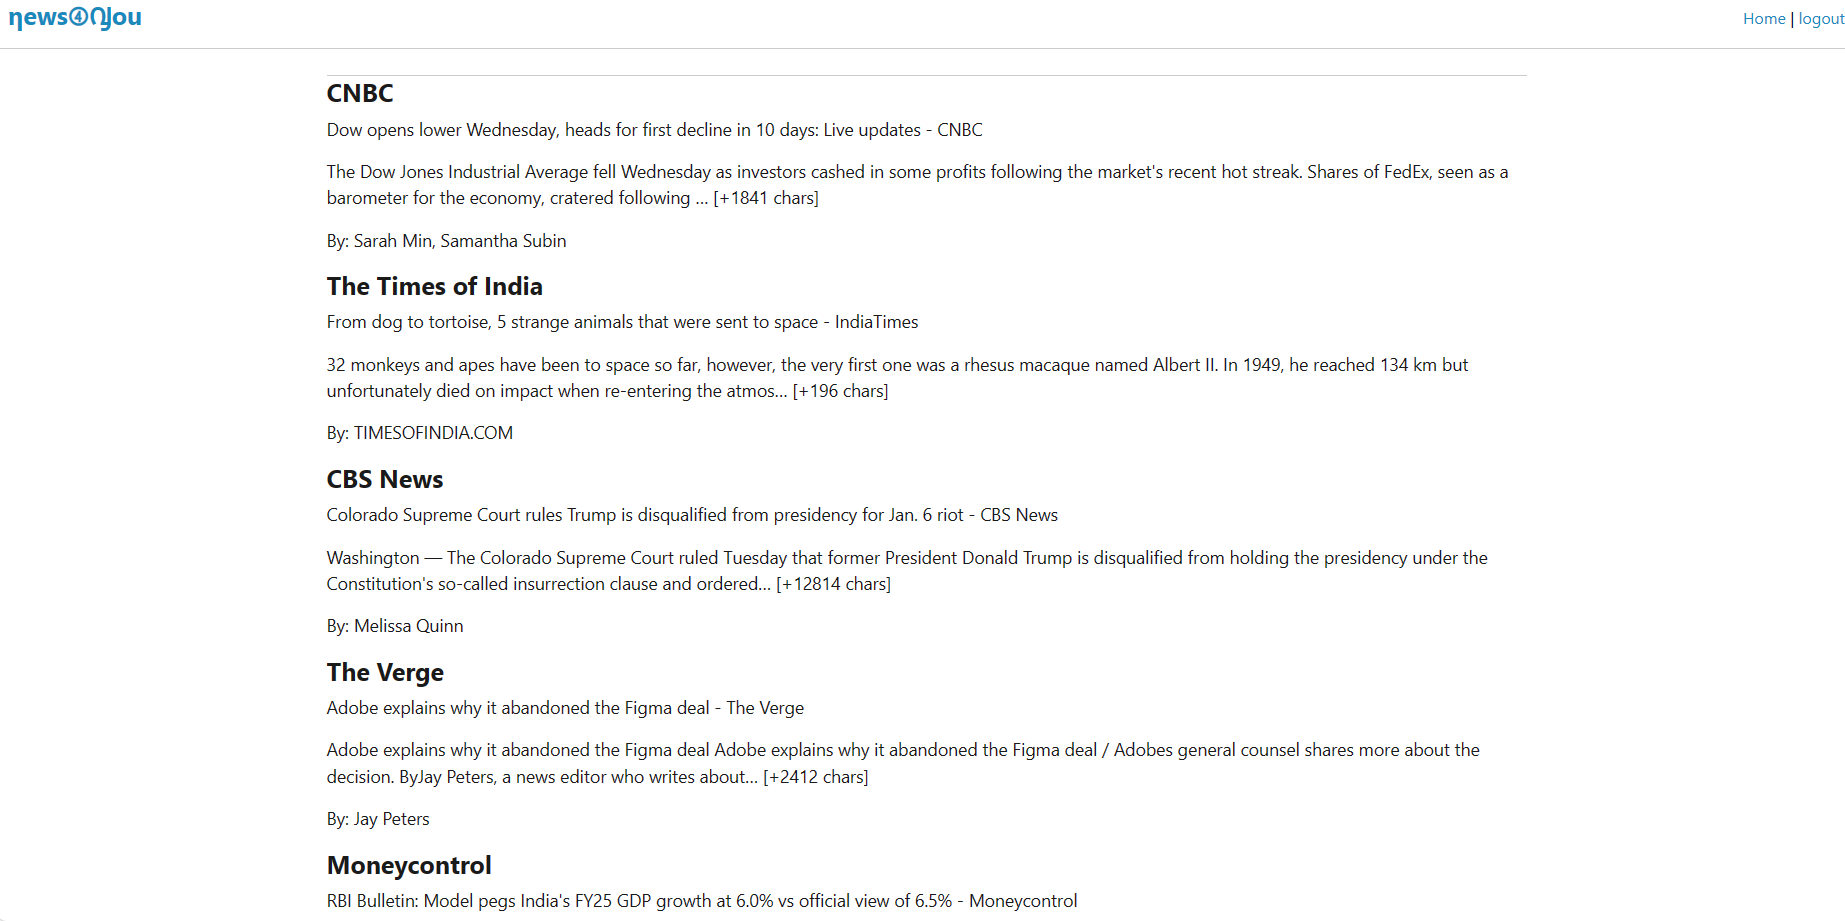 ηews④ՈJou
Home | logout
CNBC
Dow opens lower Wednesday, heads for first decline in 10 days: Live updates - CNBC
The Dow Jones Industrial Average fell Wednesday as investors cashed in some profits following the market's recent hot streak. Shares of FedEx, seen as a
barometer for the economy, cratered following … [+1841 chars]
By: Sarah Min, Samantha Subin
The Times of India
From dog to tortoise, 5 strange animals that were sent to space - IndiaTimes
32 monkeys and apes have been to space so far, however, the very first one was a rhesus macaque named Albert II. In 1949, he reached 134 km but
unfortunately died on impact when re-entering the atmos… [+196 chars]
By: TIMESOFINDIA.COM
CBS News
Colorado Supreme Court rules Trump is disqualified from presidency for Jan. 6 riot - CBS News
Washington — The Colorado Supreme Court ruled Tuesday that former President Donald Trump is disqualified from holding the presidency under the
Constitution's so-called insurrection clause and ordered… [+12814 chars]
By: Melissa Quinn
The Verge
Adobe explains why it abandoned the Figma deal - The Verge
Adobe explains why it abandoned the Figma deal Adobe explains why it abandoned the Figma deal / Adobes general counsel shares more about the
decision. ByJay Peters, a news editor who writes about… [+2412 chars]
By: Jay Peters
Moneycontrol
RBI Bulletin: Model pegs India's FY25 GDP growth at 6.0% vs official view of 6.5% - Moneycontrol